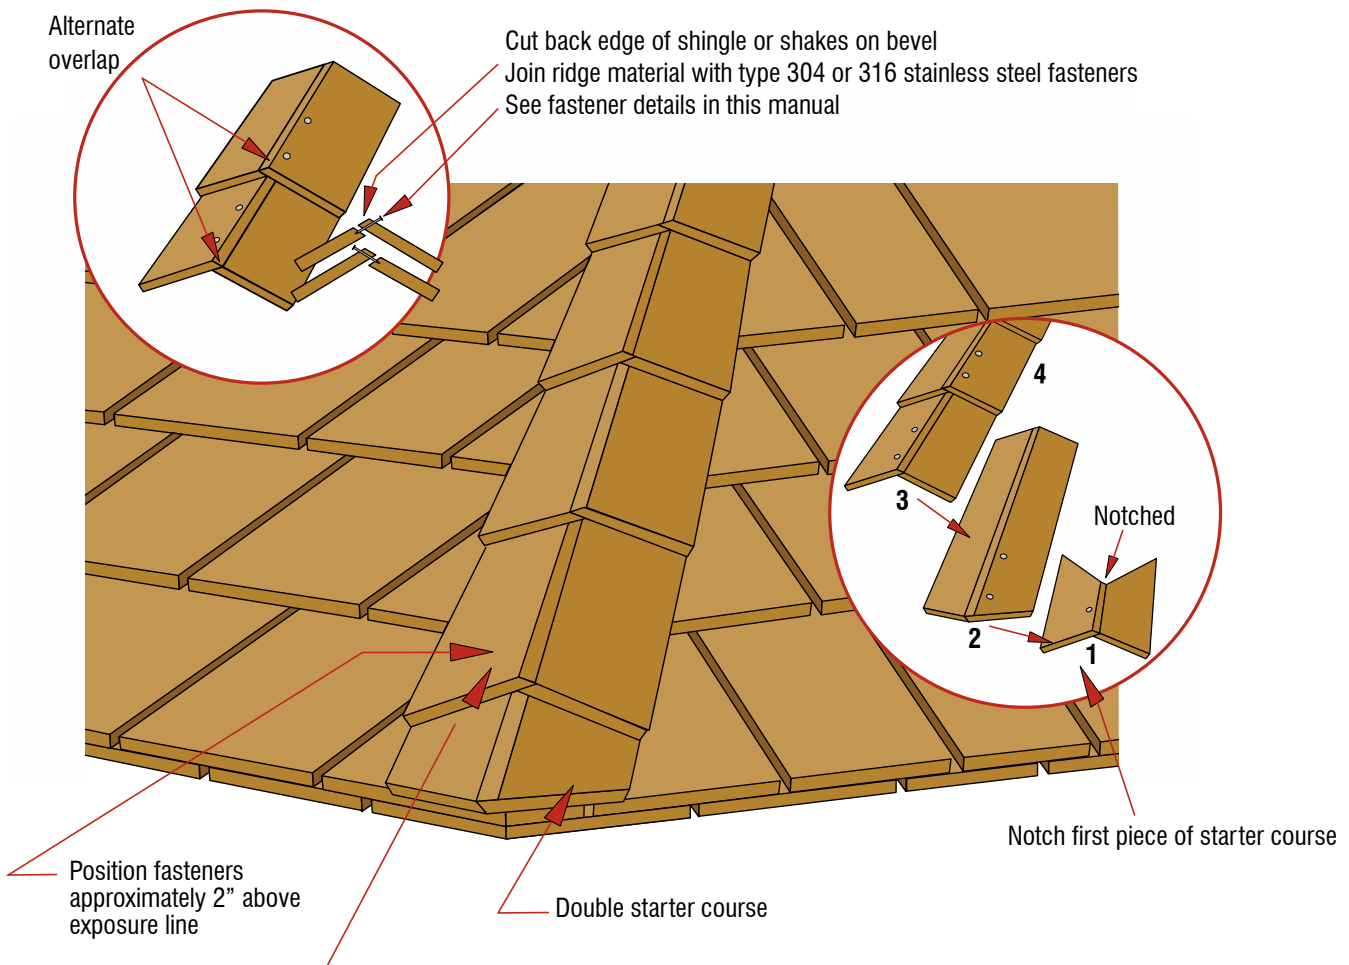 Alternate
overlap
Cut back edge of shingle or shakes on bevel
Join ridge material with type 304 or 316 stainless steel fasteners
See fastener details in this manual
4
3
Notched
2
1
Notch first piece of starter course
Position fasteners
approximately 2” above
exposure line
Double starter course